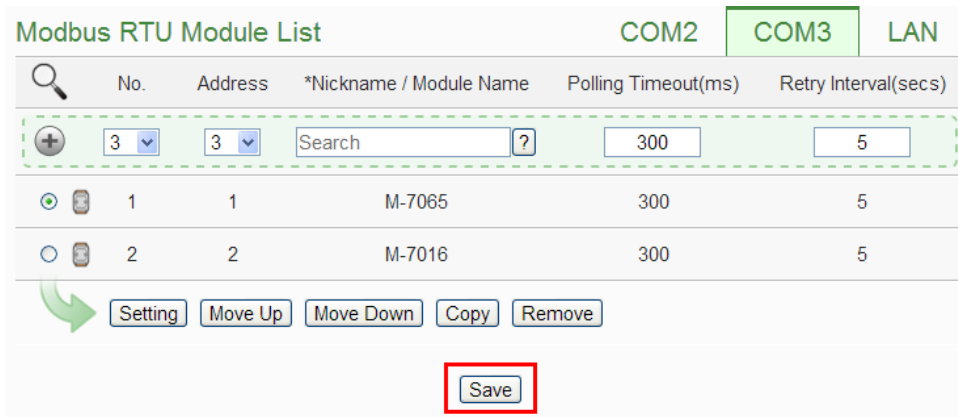 Modbus RTU Module List COM2 COM3 LAN
No. Address *Nickname / Module Name Polling Timeout(ms) Retry Interval(secs)
3 3 Search ? 300 5
1 1 M-7065 300 5
2 2 M-7016 300 5
Setting Move Up Move Down Copy Remove
Save